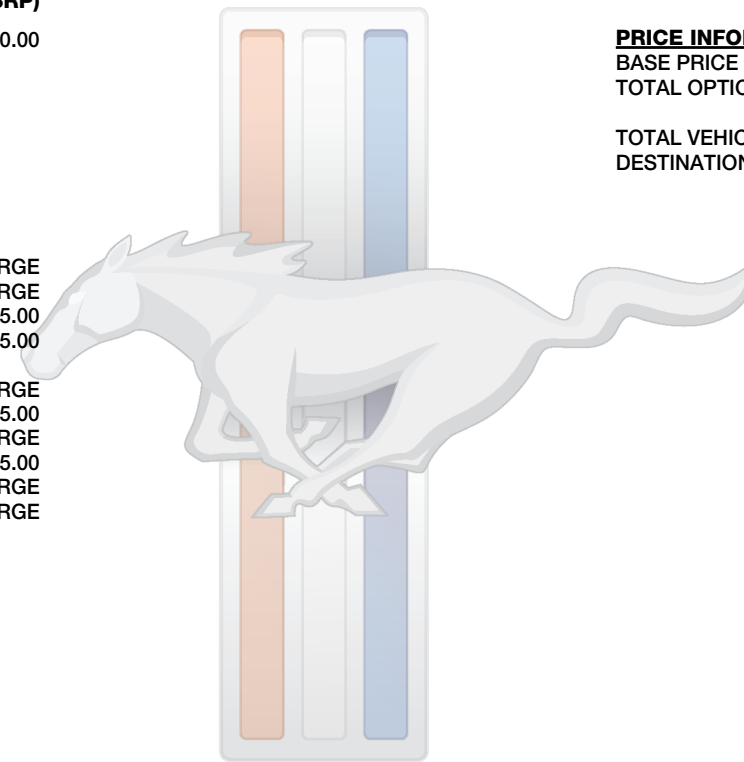 SRP)
0.00
RGE
RGE
5.00
5.00
RGE
5.00
RGE
5.00
RGE
RGE
PRICE INFO
BASE PRICE
TOTAL OPTIO
TOTAL VEHIC
DESTINATION